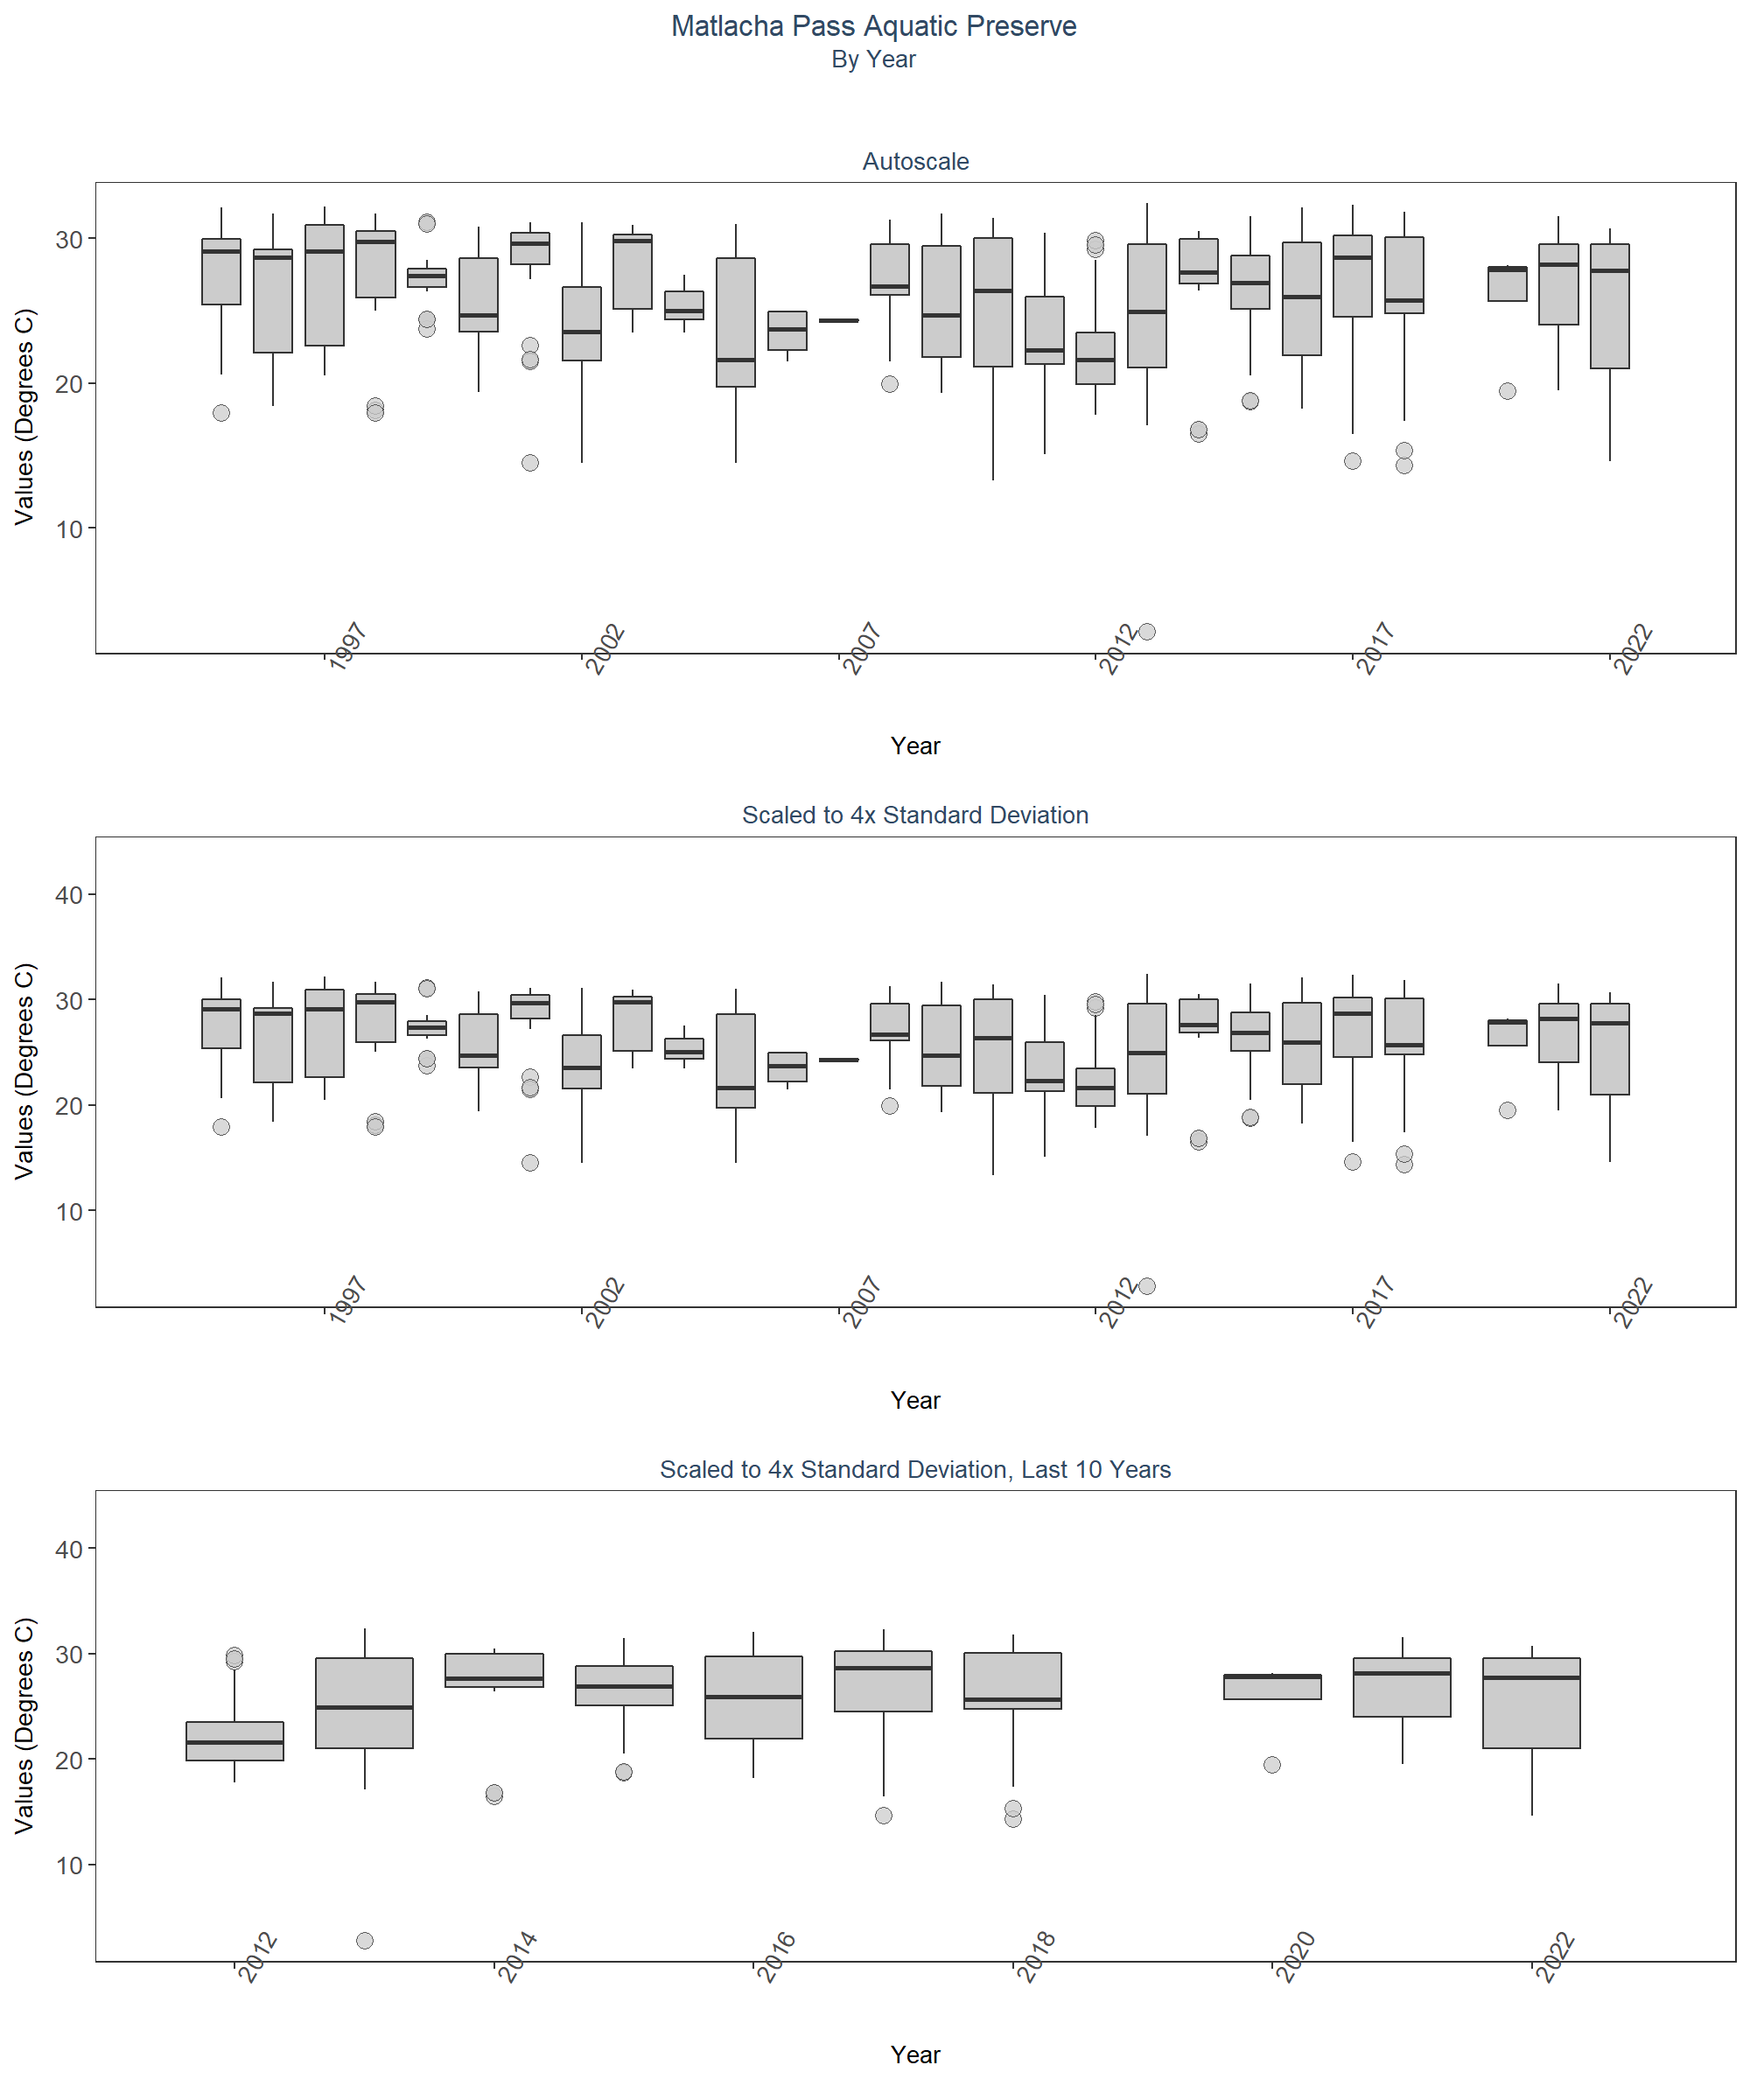 Matlacha Pass Aquatic Preserve
By Year
Autoscale
Values (Degrees C)
30
20
10
1997
2002
2007
2012
2017
2022
Year
Scaled to 4x Standard Deviation
Values (Degrees C)
40
30
20
10
1997
2002
2007
2012
2017
2022
Year
Scaled to 4x Standard Deviation, Last 10 Years
Values (Degrees C)
40
30
20
10
2012
2014
2016
2018
2020
2022
Year